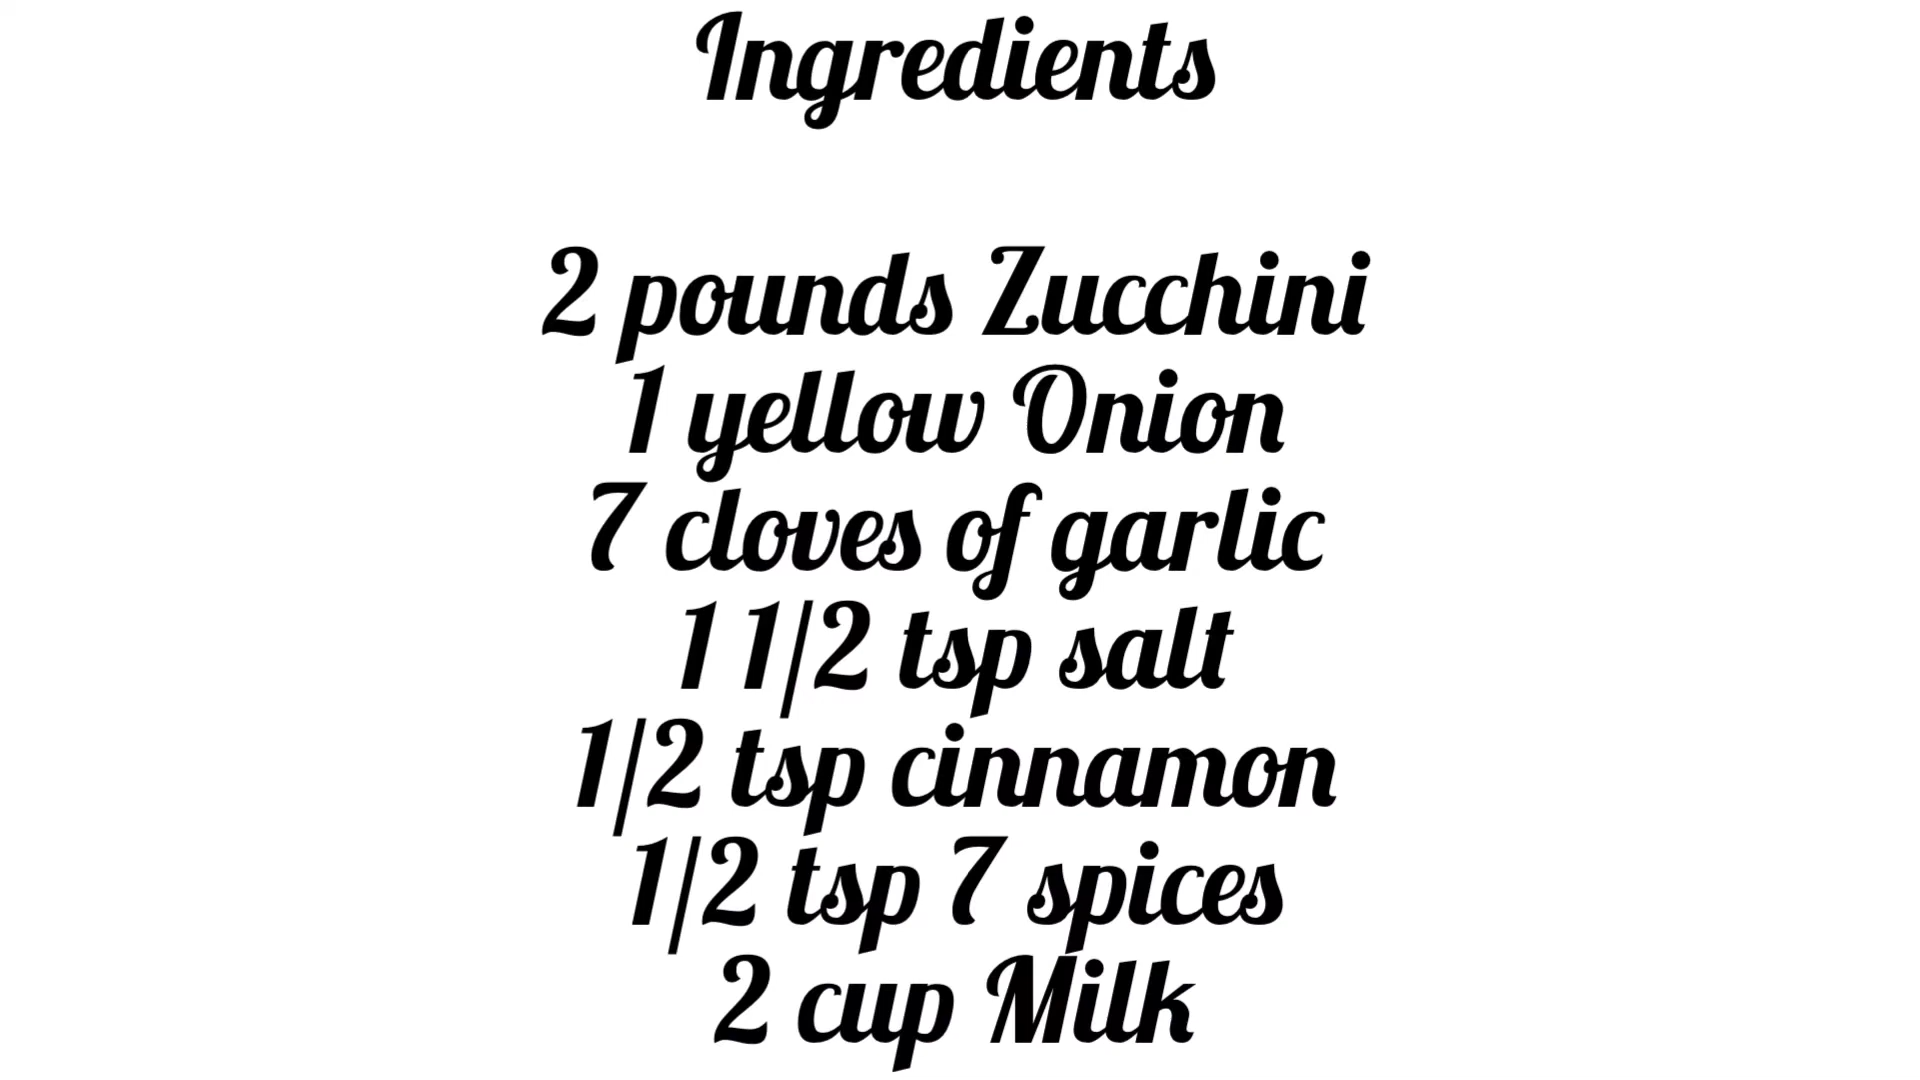 Ingredients
2 pounds Zucchini
1 yellow Onion
7 cloves of garlic
1 1/2 tsp salt
1/2 tsp cinnamon
1/2 tsp 7 spices
2 cup Milk